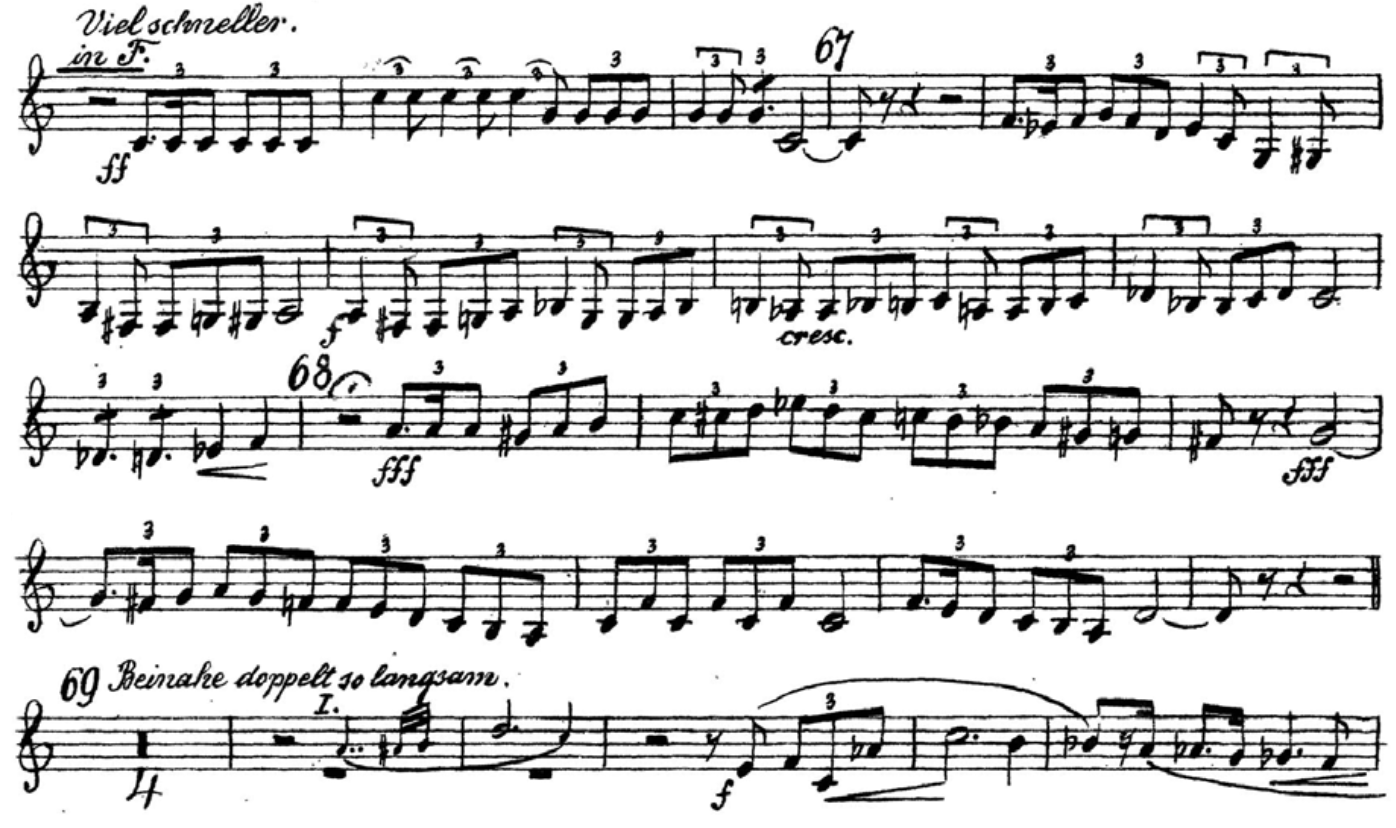 Viel schneller.
in F.
3 3 3 3 3 3 3 3 67 3 3 3 3
ff
3 3 3 3 3 3 3 3 3 3 3 3
f cresc.
3 3 68 3 3 3 3 3 3
fff fff
3 3 3 3 3 3 3 3
69 Beinahe doppelt so langsam.
I. 3
4 f